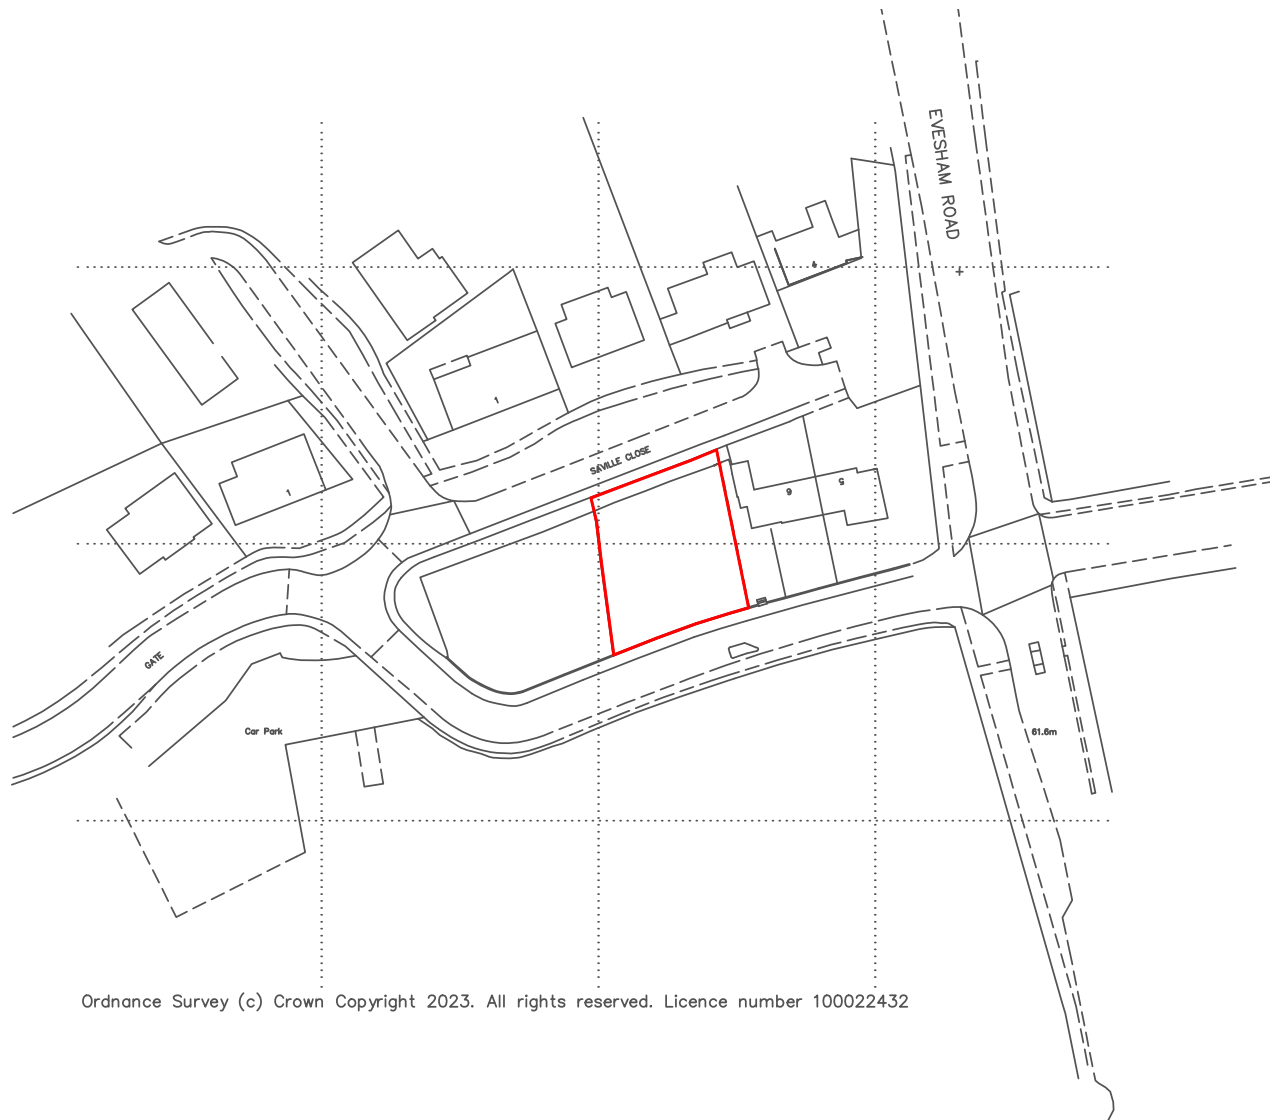 EVESHAM ROAD
4
1
SAVILLE CLOSE
5
6
1
GATE
Car Park
61.6m
Ordnance Survey (c) Crown Copyright 2023. All rights reserved. Licence number 100022432